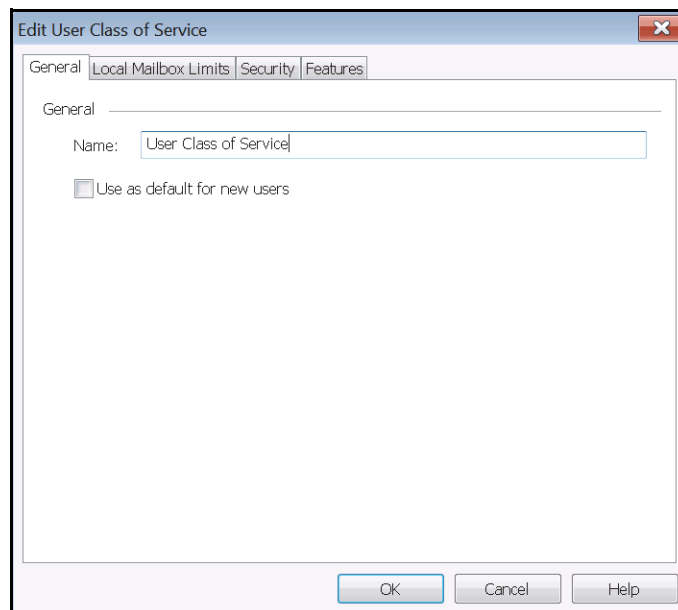 Edit User Class of Service
General Local Mailbox Limits Security Features
General
Name: User Class of Service
Use as default for new users
OK Cancel Help